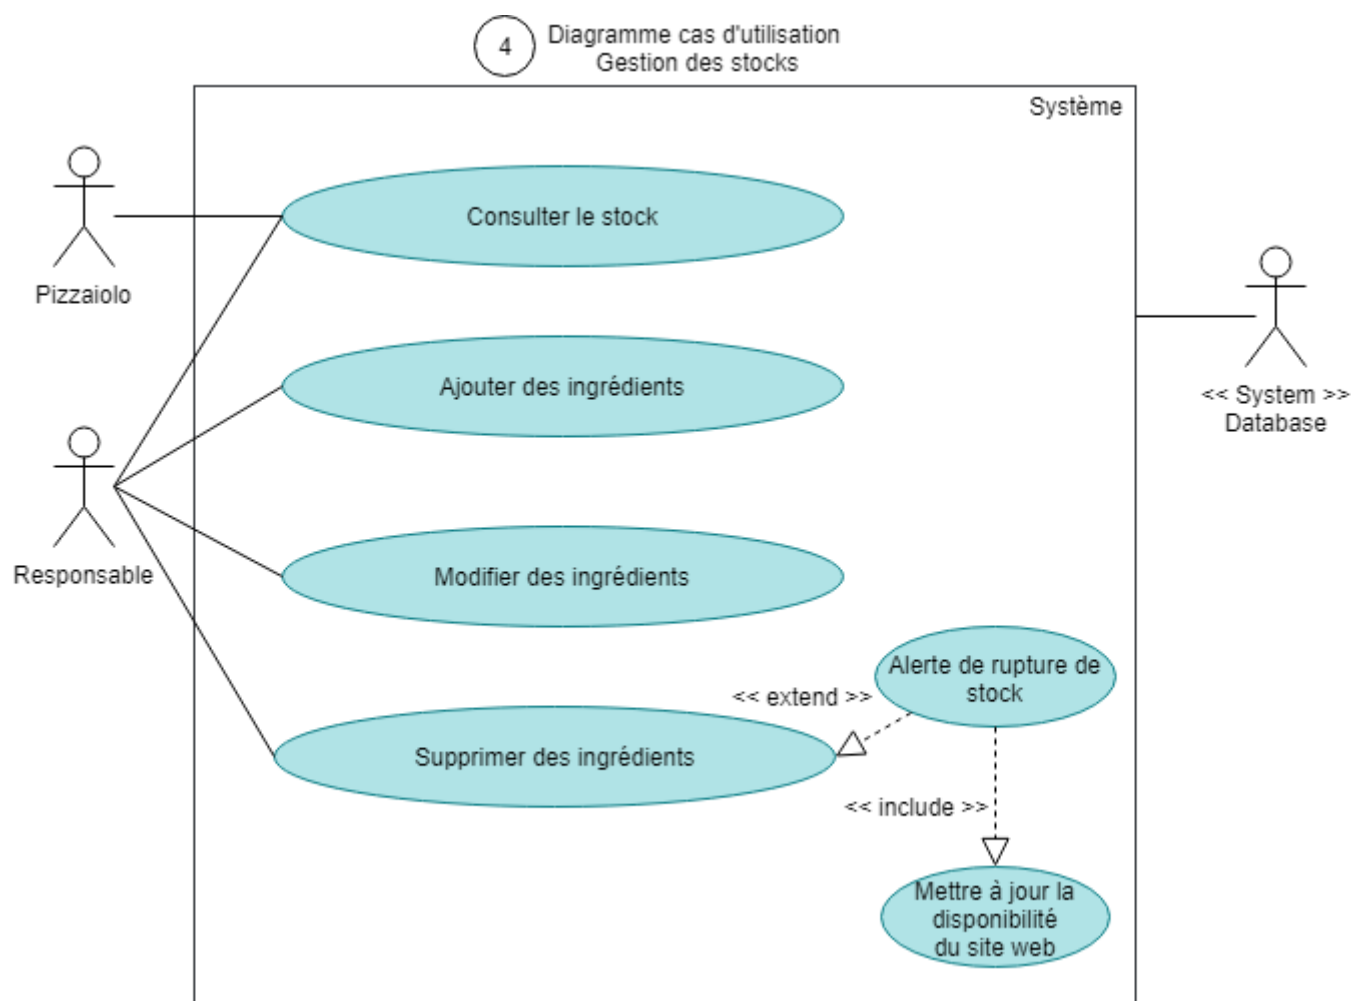 4
Diagramme cas d'utilisation
Gestion des stocks
Système
Pizzaiolo
Consulter le stock
<< System >>
Database
Ajouter des ingrédients
Responsable
Modifier des ingrédients
Alerte de rupture de
stock
<< extend >>
Supprimer des ingrédients
<< include >>
Mettre à jour la
disponibilité
du site web